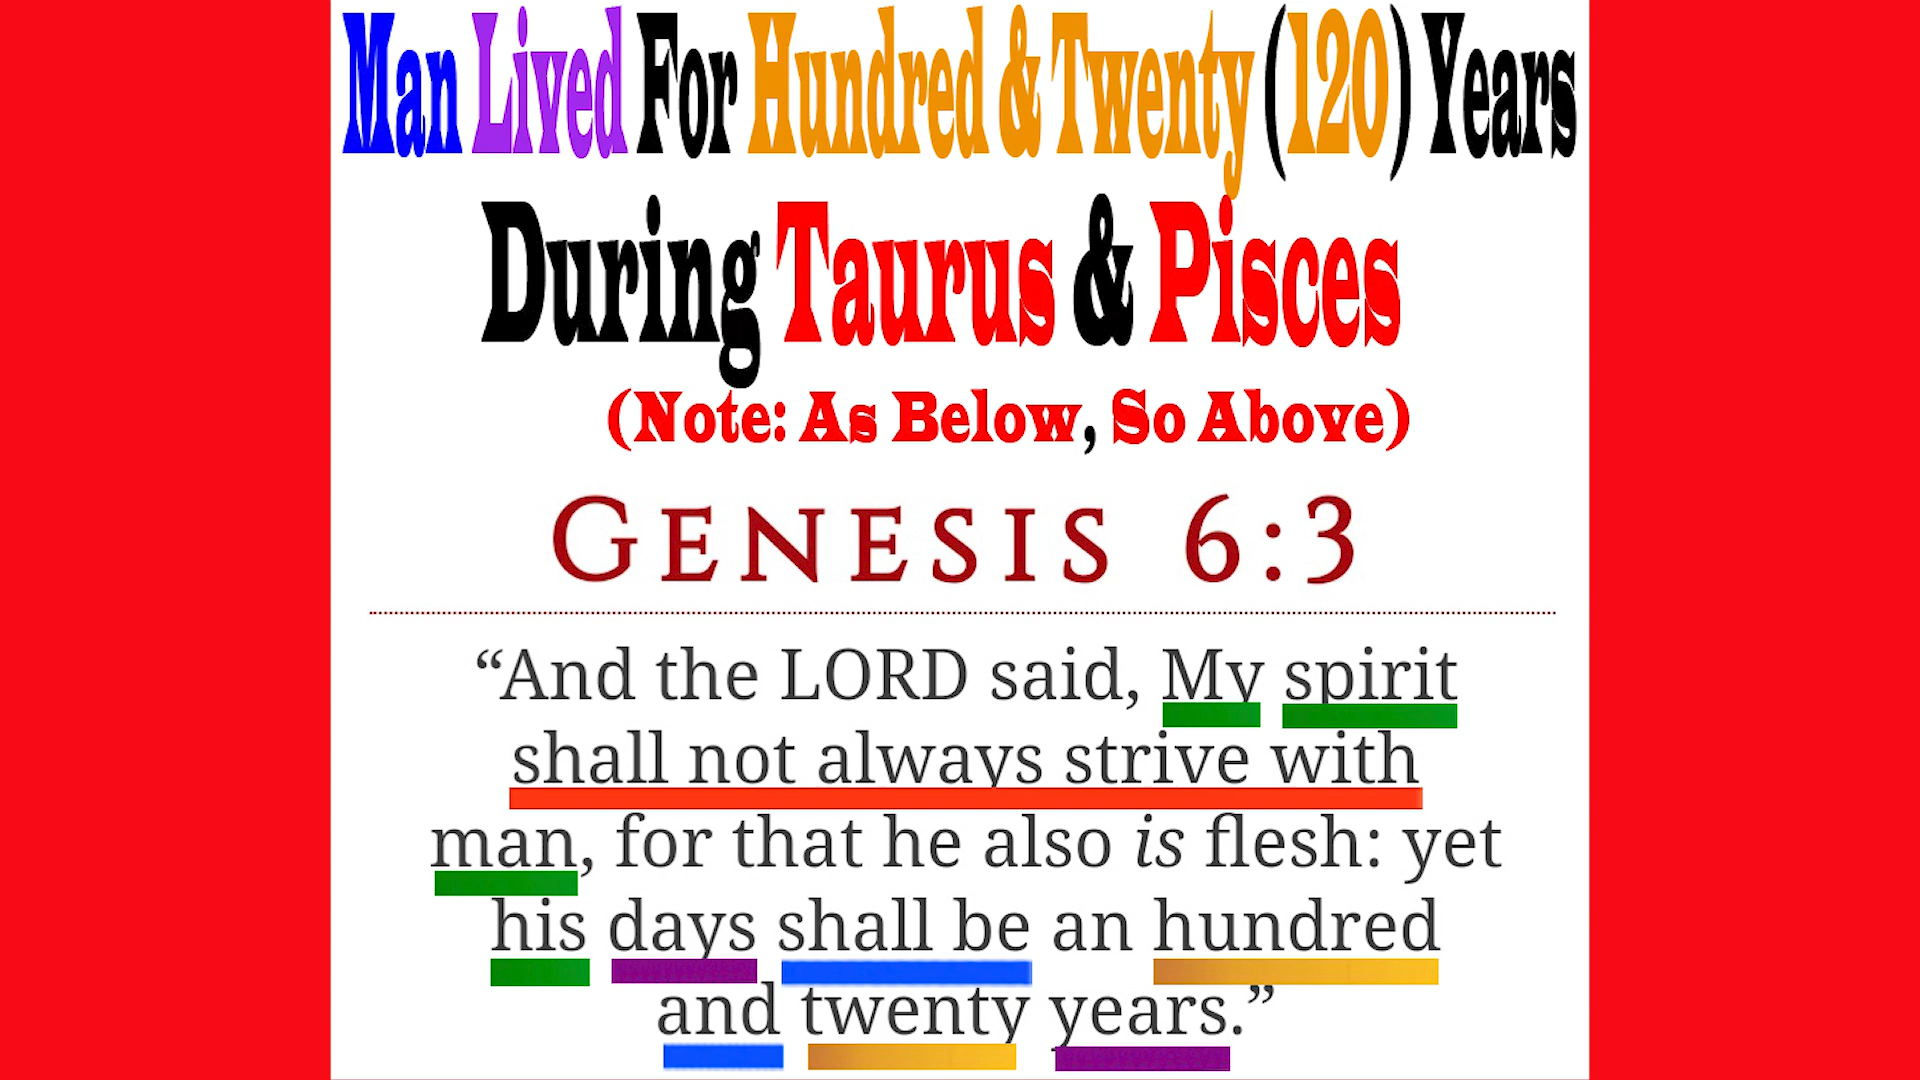 Man Lived For Hundred & Twenty (120) Years
During Taurus & Pisces
(Note: As Below, So Above)
GENESIS 6:3
“And the LORD said, My spirit
shall not always strive with
man, for that he also is flesh: yet
his days shall be an hundred
and twenty years.”